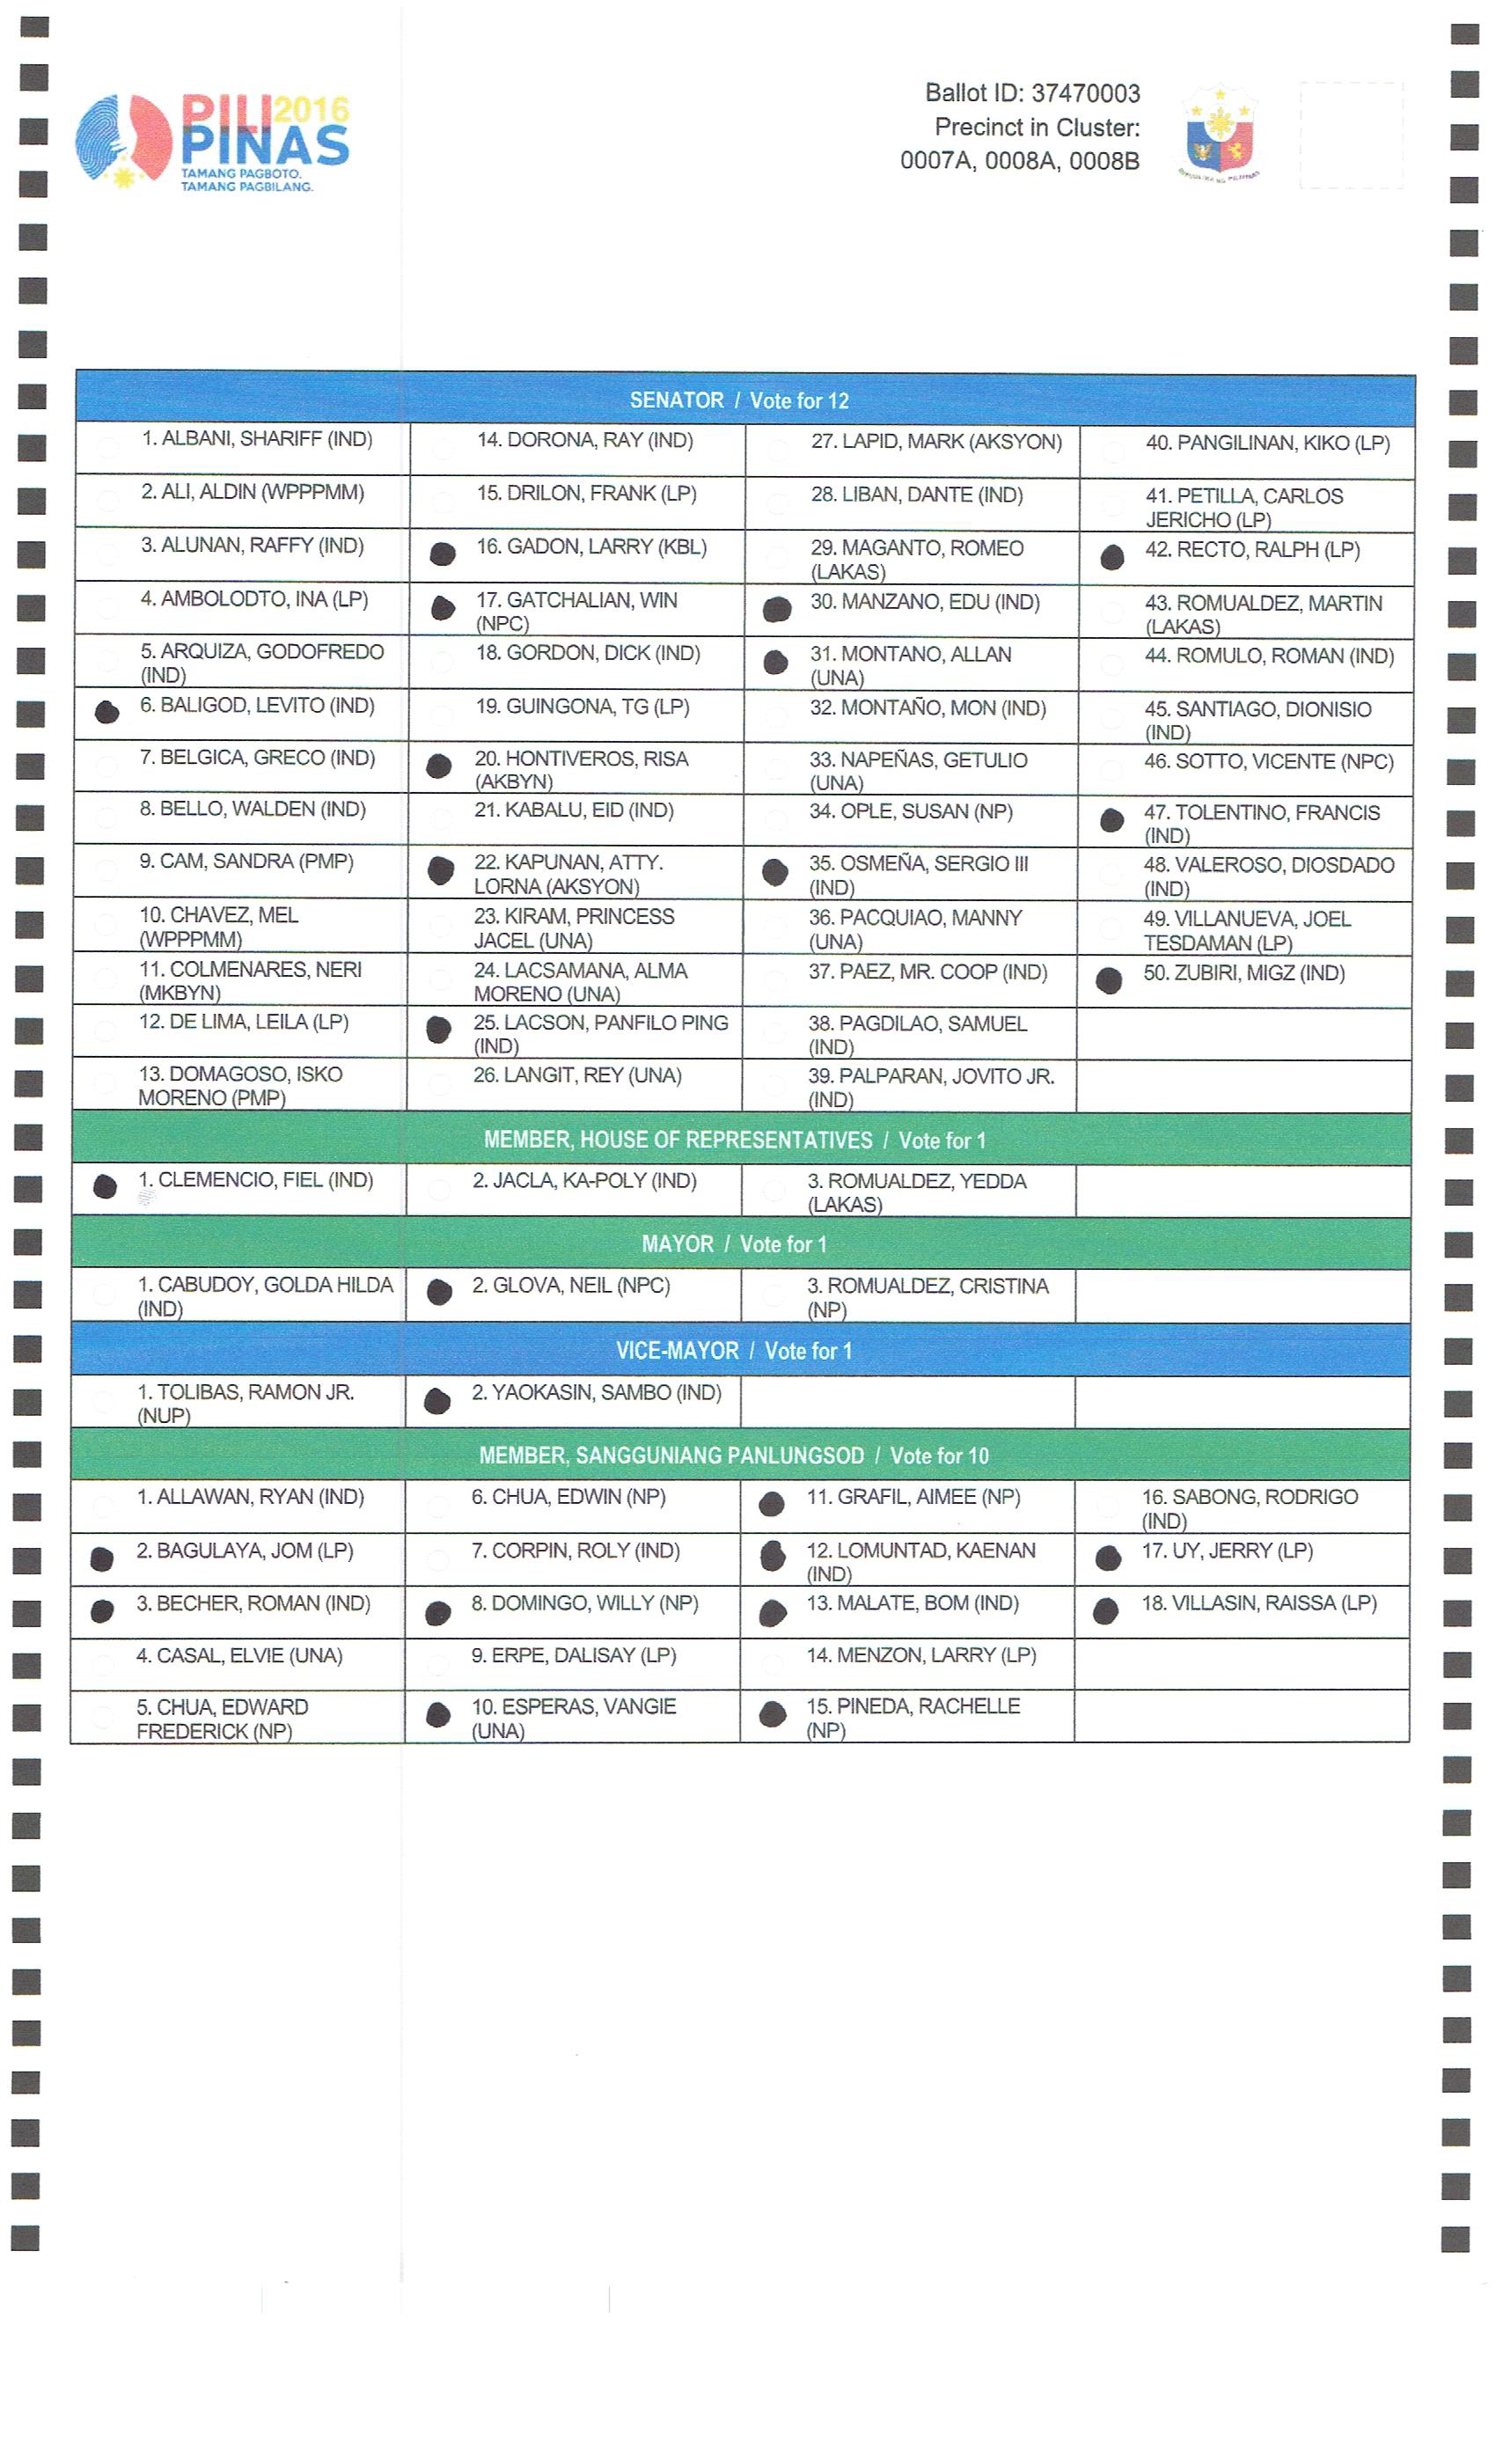 PILI 2016
PINAS
TAMANG PAGBOTO.
TAMANG PAGBILANG.
Ballot ID: 37470003
Precinct in Cluster:
0007A, 0008A, 0008B
REPUBLIKA NG PILIPINAS
SENATOR / Vote for 12
1. ALBANI, SHARIFF (IND)
2. ALI, ALDIN (WPPPMM)
3. ALUNAN, RAFFY (IND)
4. AMBOLODTO, INA (LP)
5. ARQUIZA, GODOFREDO
(IND)
6. BALIGOD, LEVITO (IND)
7. BELGICA, GRECO (IND)
8. BELLO, WALDEN (IND)
9. CAM, SANDRA (PMP)
10. CHAVEZ, MEL
(WPPPMM)
11. COLMENARES, NERI
(MKBYN)
12. DE LIMA, LEILA (LP)
13. DOMAGOSO, ISKO
MORENO (PMP)
14. DORONA, RAY (IND)
15. DRILON, FRANK (LP)
16. GADON, LARRY (KBL)
17. GATCHALIAN, WIN
(NPC)
18. GORDON, DICK (IND)
19. GUINGONA, TG (LP)
20. HONTIVEROS, RISA
(AKBYN)
21. KABALU, EID (IND)
22. KAPUNAN, ATTY.
LORNA (AKSYON)
23. KIRAM, PRINCESS
JACEL (UNA)
24. LACSAMANA, ALMA
MORENO (UNA)
25. LACSON, PANFILO PING
(IND)
26. LANGIT, REY (UNA)
27. LAPID, MARK (AKSYON)
28. LIBAN, DANTE (IND)
29. MAGANTO, ROMEO
(LAKAS)
30. MANZANO, EDU (IND)
31. MONTANO, ALLAN
(UNA)
32. MONTAÑO, MON (IND)
33. NAPEÑAS, GETULIO
(UNA)
34. OPLE, SUSAN (NP)
35. OSMEÑA, SERGIO III
(IND)
36. PACQUIAO, MANNY
(UNA)
37. PAEZ, MR. COOP (IND)
38. PAGDILAO, SAMUEL
(IND)
39. PALPARAN, JOVITO JR.
(IND)
40. PANGILINAN, KIKO (LP)
41. PETILLA, CARLOS
JERICHO (LP)
42. RECTO, RALPH (LP)
43. ROMUALDEZ, MARTIN
(LAKAS)
44. ROMULO, ROMAN (IND)
45. SANTIAGO, DIONISIO
(IND)
46. SOTTO, VICENTE (NPC)
47. TOLENTINO, FRANCIS
(IND)
48. VALEROSO, DIOSDADO
(IND)
49. VILLANUEVA, JOEL
TESDAMAN (LP)
50. ZUBIRI, MIGZ (IND)
MEMBER, HOUSE OF REPRESENTATIVES / Vote for 1
1. CLEMENCIO, FIEL (IND)
2. JACLA, KA-POLY (IND)
3. ROMUALDEZ, YEDDA
(LAKAS)
MAYOR / Vote for 1
1. CABUDOY, GOLDA HILDA
(IND)
2. GLOVA, NEIL (NPC)
3. ROMUALDEZ, CRISTINA
(NP)
VICE-MAYOR / Vote for 1
1. TOLIBAS, RAMON JR.
(NUP)
2. YAOKASIN, SAMBO (IND)
MEMBER, SANGGUNIANG PANLUNGSOD / Vote for 10
1. ALLAWAN, RYAN (IND)
2. BAGULAYA, JOM (LP)
3. BECHER, ROMAN (IND)
4. CASAL, ELVIE (UNA)
5. CHUA, EDWARD
FREDERICK (NP)
6. CHUA, EDWIN (NP)
7. CORPIN, ROLY (IND)
8. DOMINGO, WILLY (NP)
9. ERPE, DALISAY (LP)
10. ESPERAS, VANGIE
(UNA)
11. GRAFIL, AIMEE (NP)
12. LOMUNTAD, KAENAN
(IND)
13. MALATE, BOM (IND)
14. MENZON, LARRY (LP)
15. PINEDA, RACHELLE
(NP)
16. SABONG, RODRIGO
(IND)
17. UY, JERRY (LP)
18. VILLASIN, RAISSA (LP)